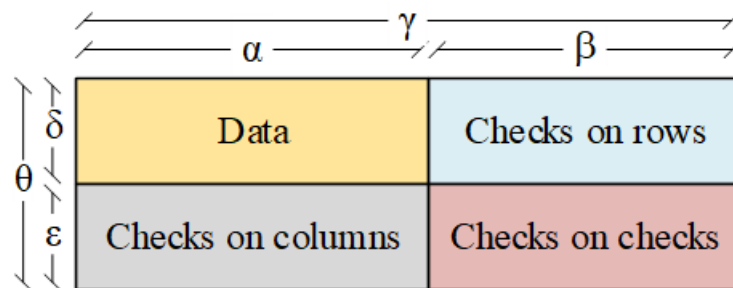 γ
α β
δ Data Checks on rows
θ
ε Checks on columns Checks on checks